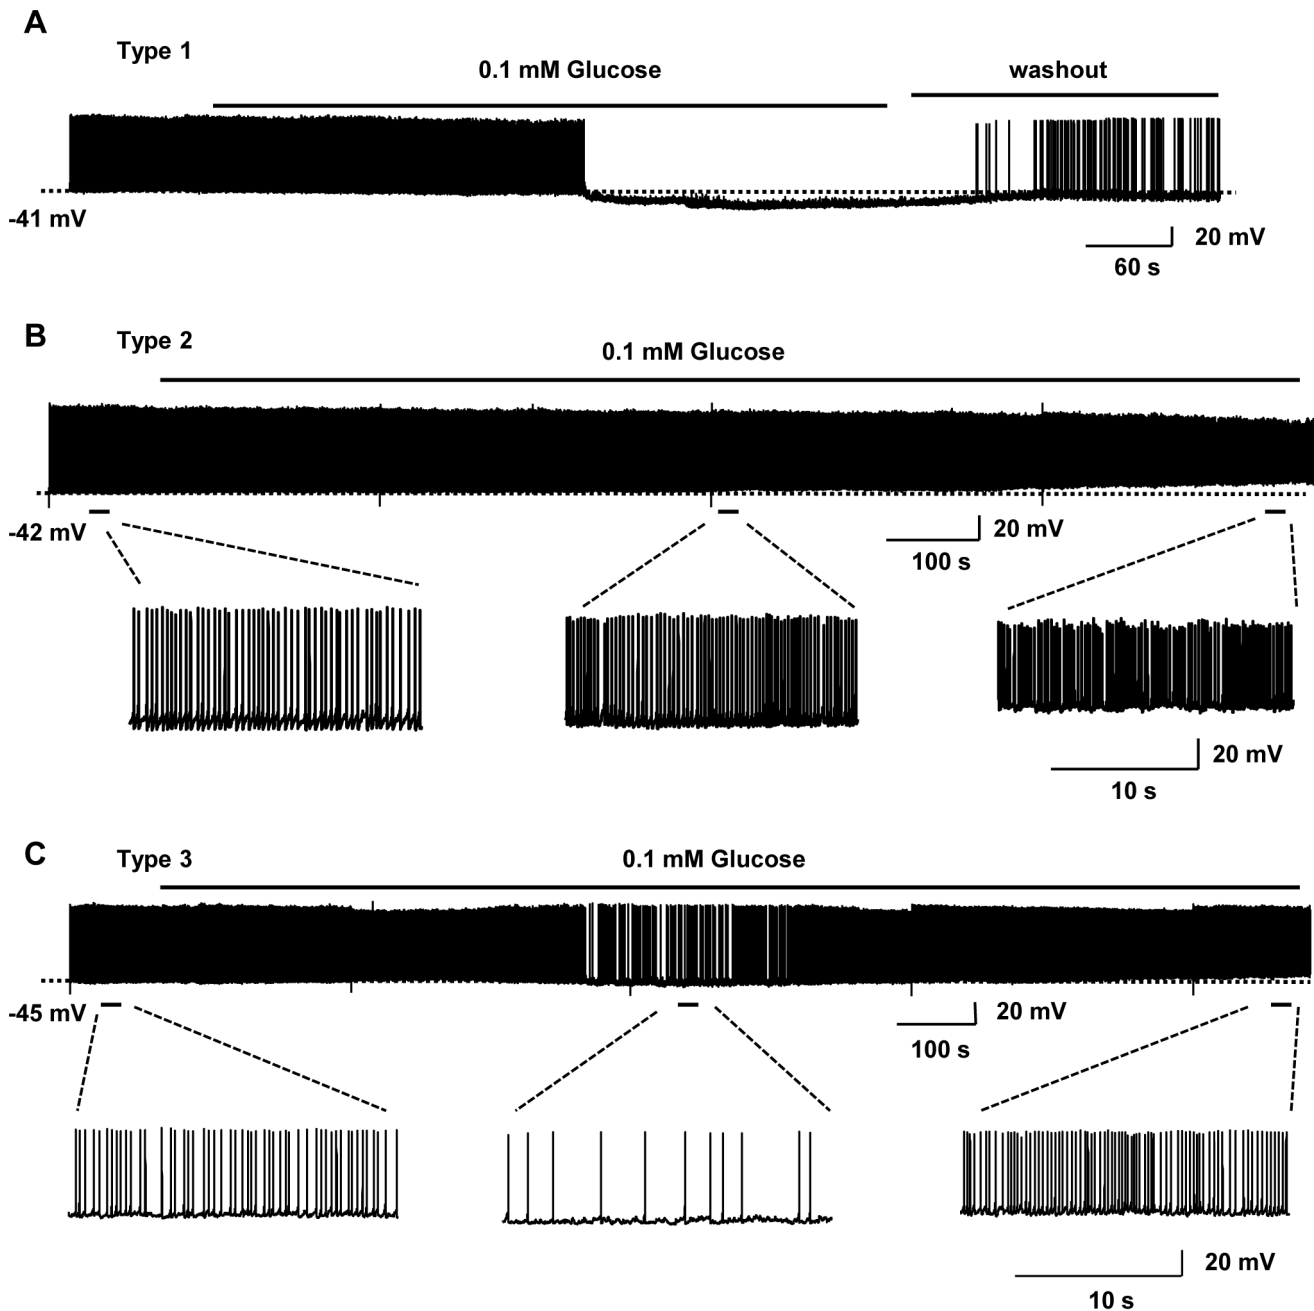 A
Type 1
0.1 mM Glucose
washout
-41 mV
20 mV
60 s
B
Type 2
0.1 mM Glucose
-42 mV
20 mV
100 s
20 mV
10 s
C
Type 3
0.1 mM Glucose
-45 mV
20 mV
100 s
20 mV
10 s